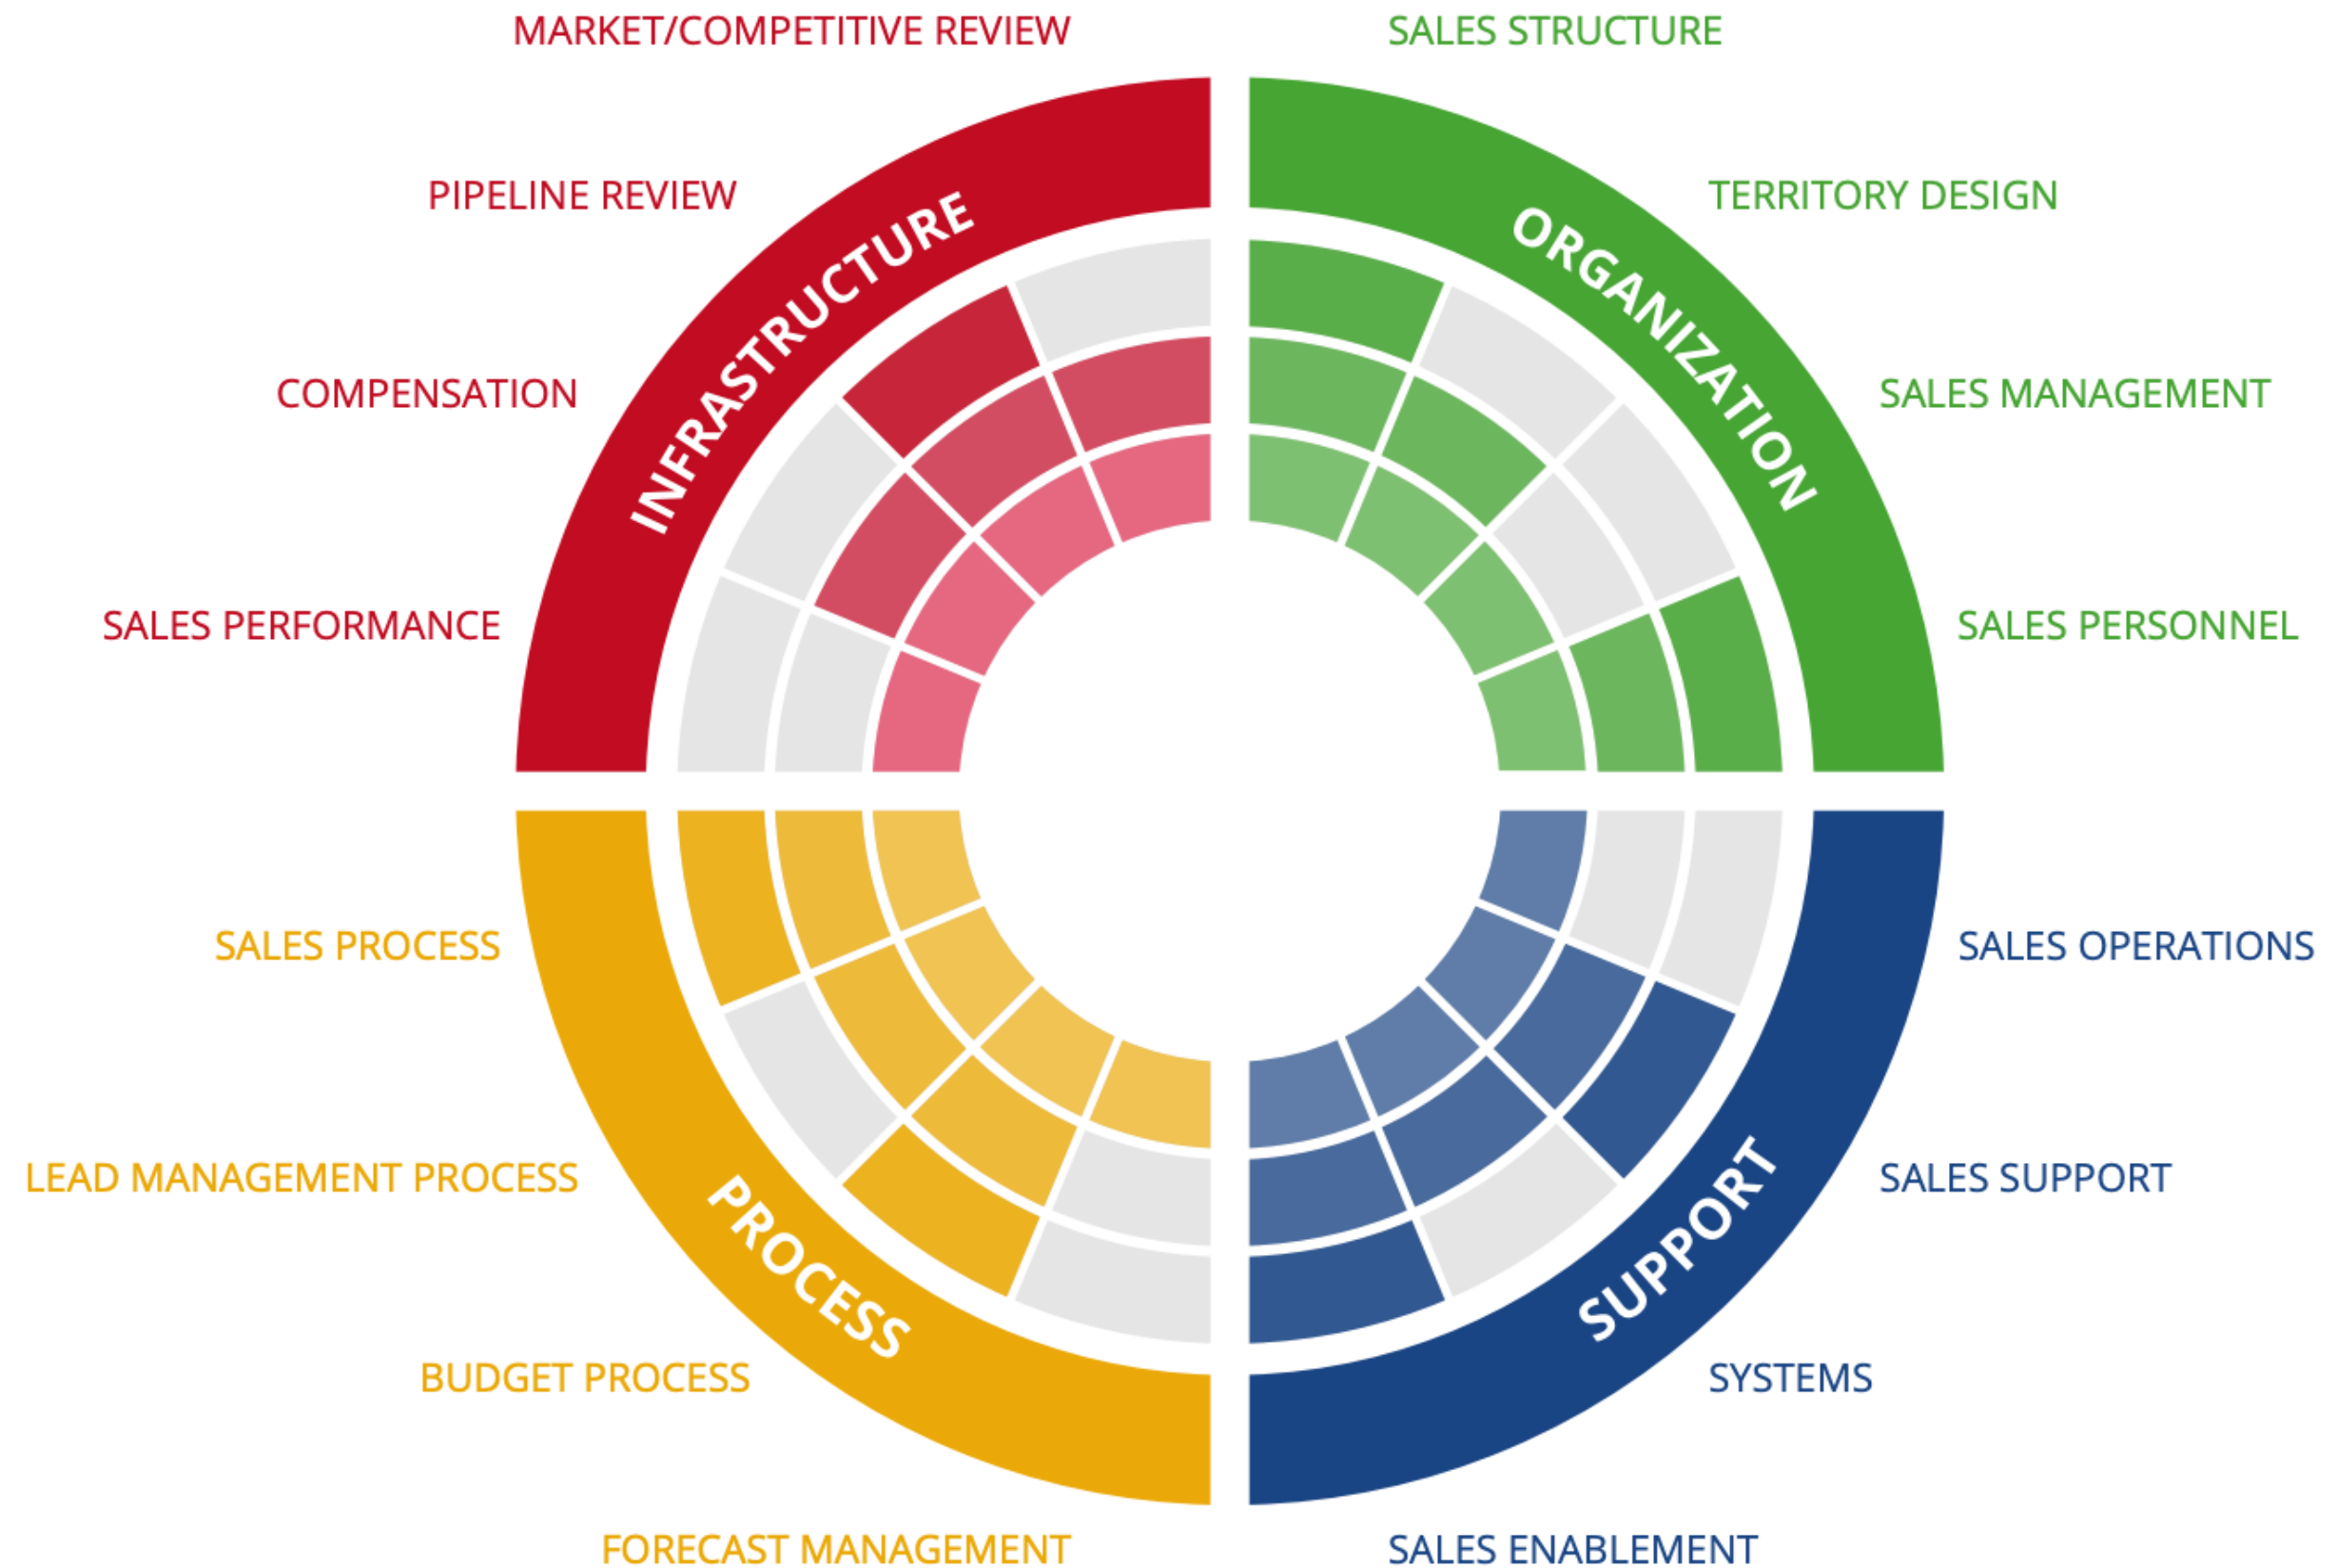 MARKET/COMPETITIVE REVIEW
SALES STRUCTURE
PIPELINE REVIEW
TERRITORY DESIGN
INFRASTRUCTURE
ORGANIZATION
COMPENSATION
SALES MANAGEMENT
SALES PERFORMANCE
SALES PERSONNEL
SALES PROCESS
SALES OPERATIONS
LEAD MANAGEMENT PROCESS
SALES SUPPORT
PROCESS
SUPPORT
BUDGET PROCESS
SYSTEMS
FORECAST MANAGEMENT
SALES ENABLEMENT